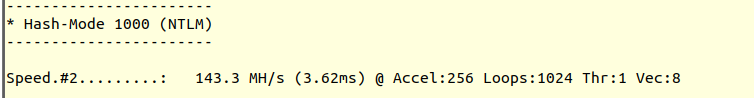 -----------------------
* Hash-Mode 1000 (NTLM)
-----------------------
Speed.#2.........:   143.3 MH/s (3.62ms) @ Accel:256 Loops:1024 Thr:1 Vec:8